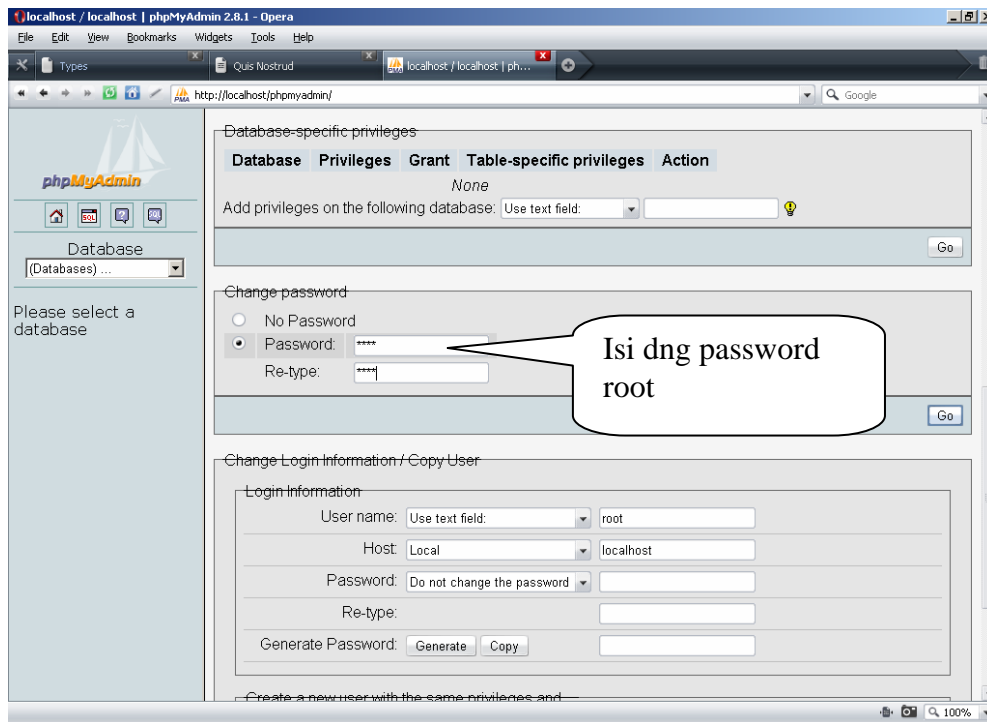 localhost / localhost | phpMyAdmin 2.8.1 - Opera
File Edit View Bookmarks Widgets Tools Help
Types Quis Nostrud localhost / localhost | ph...
PMA http://localhost/phpmyadmin/ Google
phpMyAdmin
SQL SQL
Database
(Databases) ...
Please select a
database
Database-specific privileges
Database Privileges Grant Table-specific privileges Action
None
Add privileges on the following database: Use text field:
Go
Change password
No Password
Password: ****
Re-type: ****
Isi dng password
root
Go
Change Login Information / Copy User
Login Information
User name: Use text field: root
Host: Local localhost
Password: Do not change the password
Re-type:
Generate Password: Generate Copy
Create a new user with the same privileges and
100%